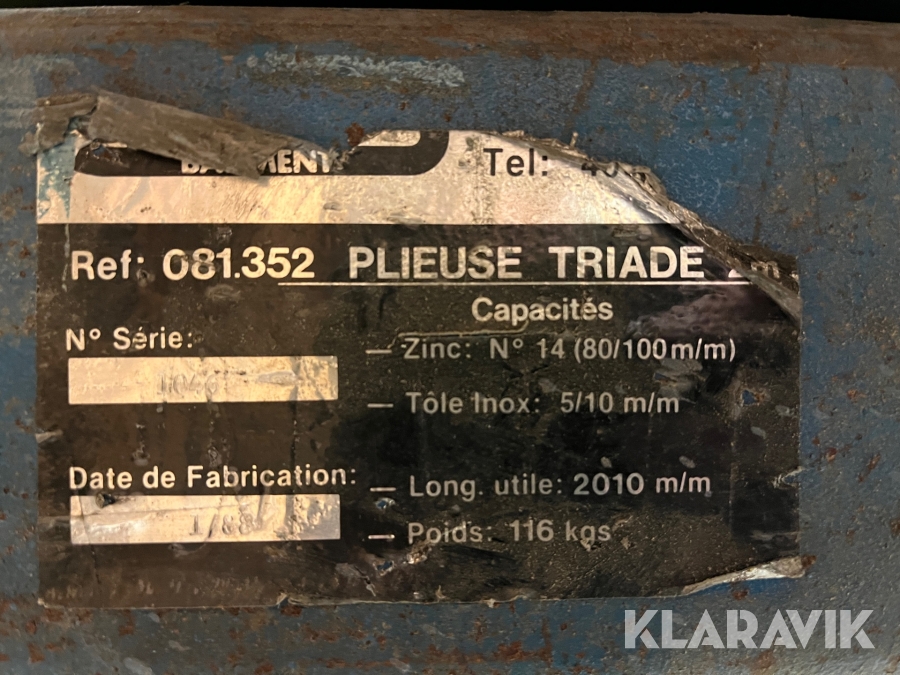 Tel:
Ref: 081.352 PLIEUSE TRIADE 2m
Capacités
N° Série:
— Zinc: N° 14 (80/100 m/m)
— Tôle Inox: 5/10 m/m
Date de Fabrication:
— Long. utile: 2010 m/m
— Poids: 116 kgs
KLARAVIK